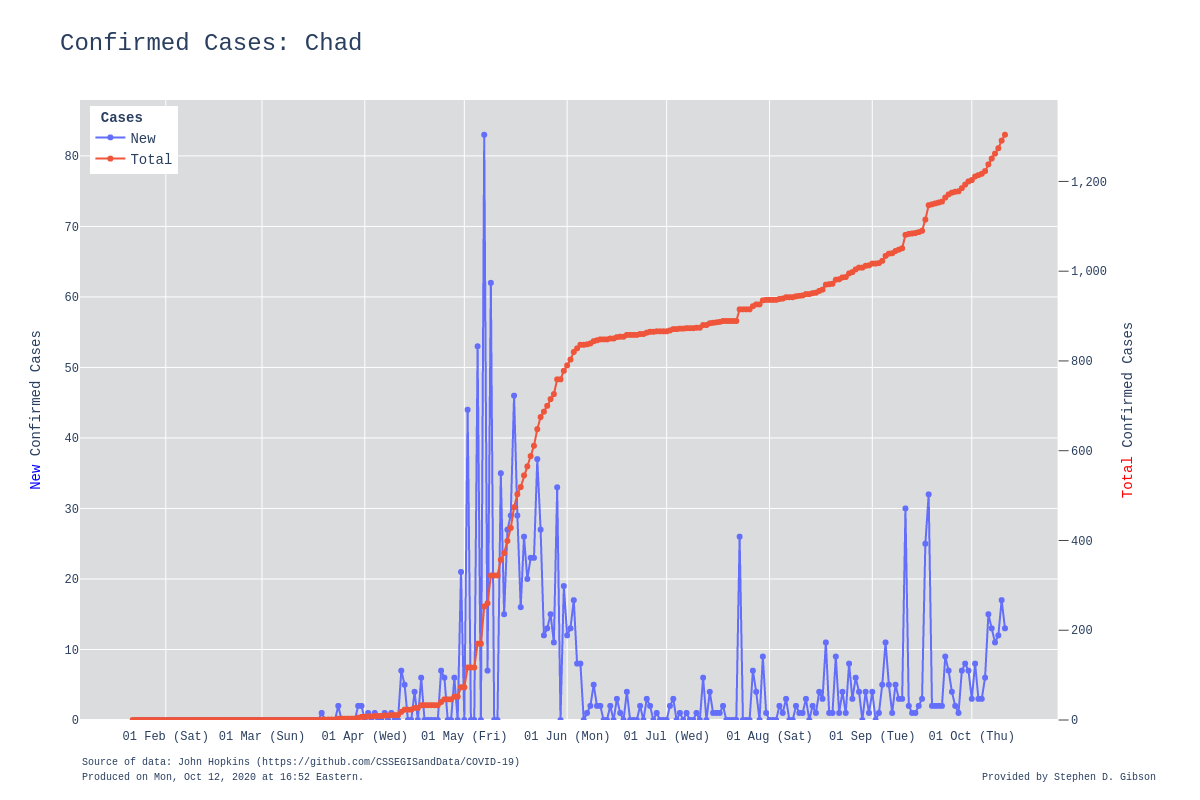 Confirmed Cases: Chad
Cases
New
Total
80
70
60
50
40
30
20
10
0
New Confirmed Cases
1,200
1,000
800
600
400
200
0
Total Confirmed Cases
01 Feb (Sat) 01 Mar (Sun) 01 Apr (Wed) 01 May (Fri) 01 Jun (Mon) 01 Jul (Wed) 01 Aug (Sat) 01 Sep (Tue) 01 Oct (Thu)
Source of data: John Hopkins (https://github.com/CSSEGISandData/COVID-19)
Produced on Mon, Oct 12, 2020 at 16:52 Eastern.
Provided by Stephen D. Gibson